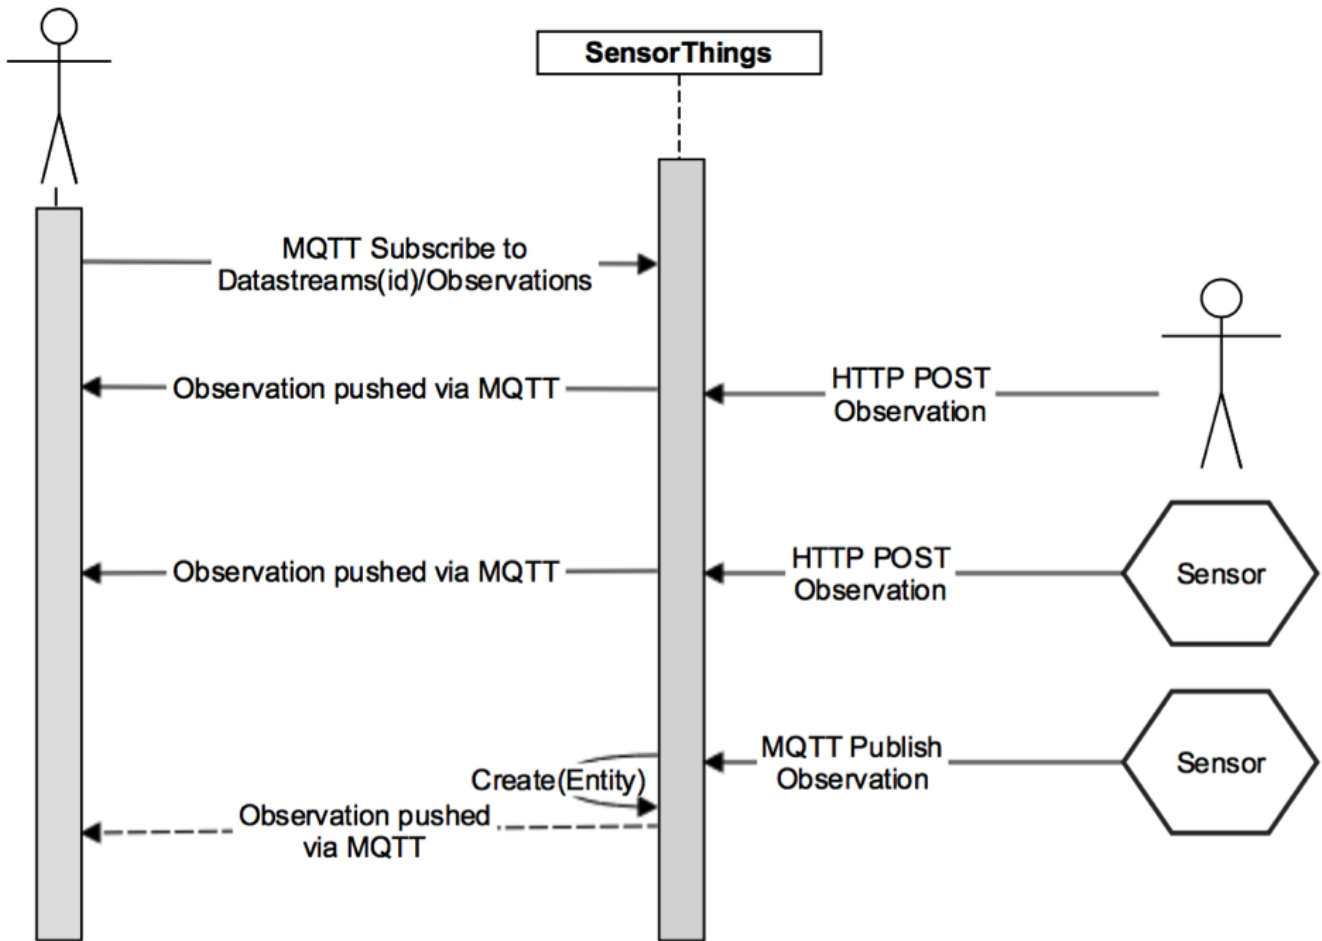 SensorThings
MQTT Subscribe to
Datastreams(id)/Observations
Observation pushed via MQTT
HTTP POST
Observation
Observation pushed via MQTT
HTTP POST
Observation
Sensor
MQTT Publish
Observation
Sensor
Create(Entity)
Observation pushed
via MQTT